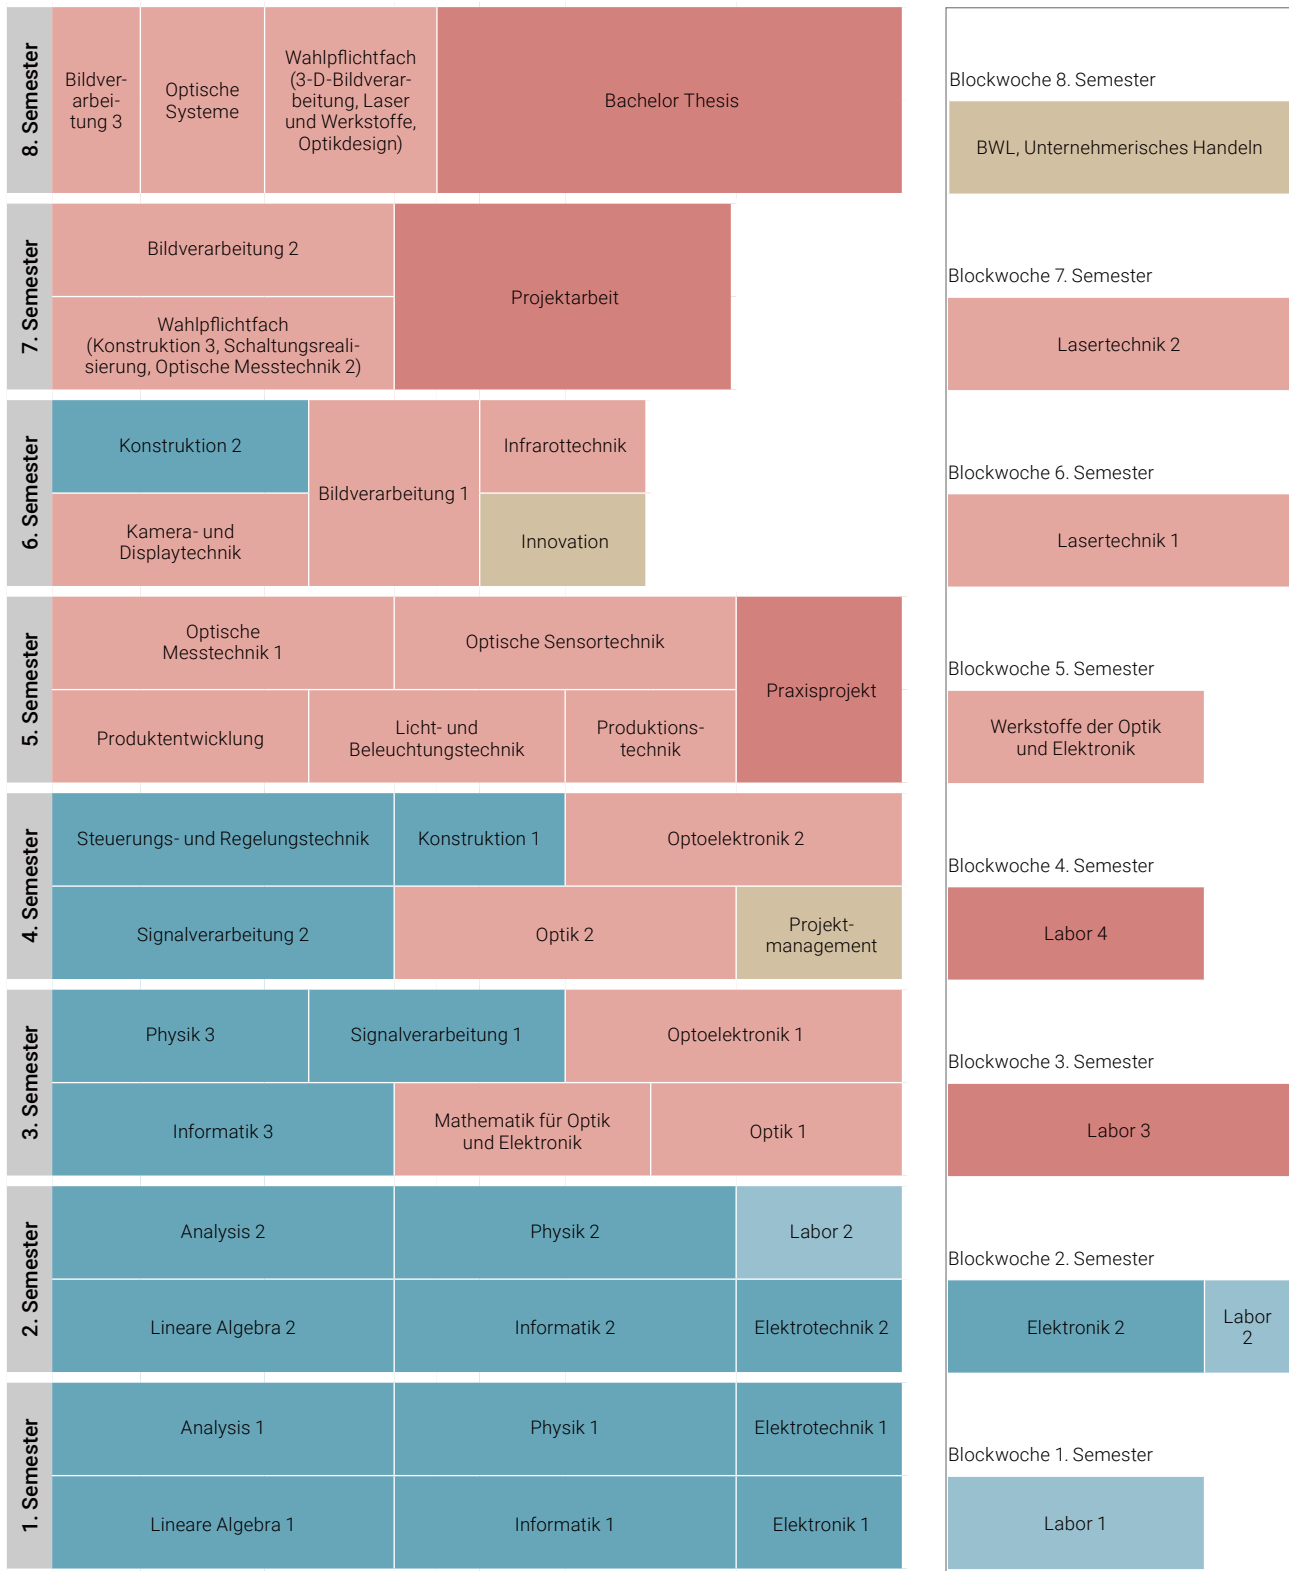 8. Semester
Bildver-
arbei-
tung 3
Optische
Systeme
Wahlpflichtfach
(3-D-Bildverar-
beitung, Laser
und Werkstoffe,
Optikdesign)
Bachelor Thesis
Blockwoche 8. Semester
BWL, Unternehmerisches Handeln
7. Semester
Bildverarbeitung 2
Wahlpflichtfach
(Konstruktion 3, Schaltungsreali-
sierung, Optische Messtechnik 2)
Projektarbeit
Blockwoche 7. Semester
Lasertechnik 2
6. Semester
Konstruktion 2
Kamera- und
Displaytechnik
Bildverarbeitung 1
Infrarottechnik
Innovation
Blockwoche 6. Semester
Lasertechnik 1
5. Semester
Optische
Messtechnik 1
Optische Sensortechnik
Produktentwicklung
Licht- und
Beleuchtungstechnik
Produktions-
technik
Praxisprojekt
Blockwoche 5. Semester
Werkstoffe der Optik
und Elektronik
4. Semester
Steuerungs- und Regelungstechnik
Konstruktion 1
Optoelektronik 2
Signalverarbeitung 2
Optik 2
Projekt-
management
Blockwoche 4. Semester
Labor 4
3. Semester
Physik 3
Signalverarbeitung 1
Optoelektronik 1
Informatik 3
Mathematik für Optik
und Elektronik
Optik 1
Blockwoche 3. Semester
Labor 3
2. Semester
Analysis 2
Physik 2
Labor 2
Lineare Algebra 2
Informatik 2
Elektrotechnik 2
Blockwoche 2. Semester
Elektronik 2
Labor
2
1. Semester
Analysis 1
Physik 1
Elektrotechnik 1
Lineare Algebra 1
Informatik 1
Elektronik 1
Blockwoche 1. Semester
Labor 1